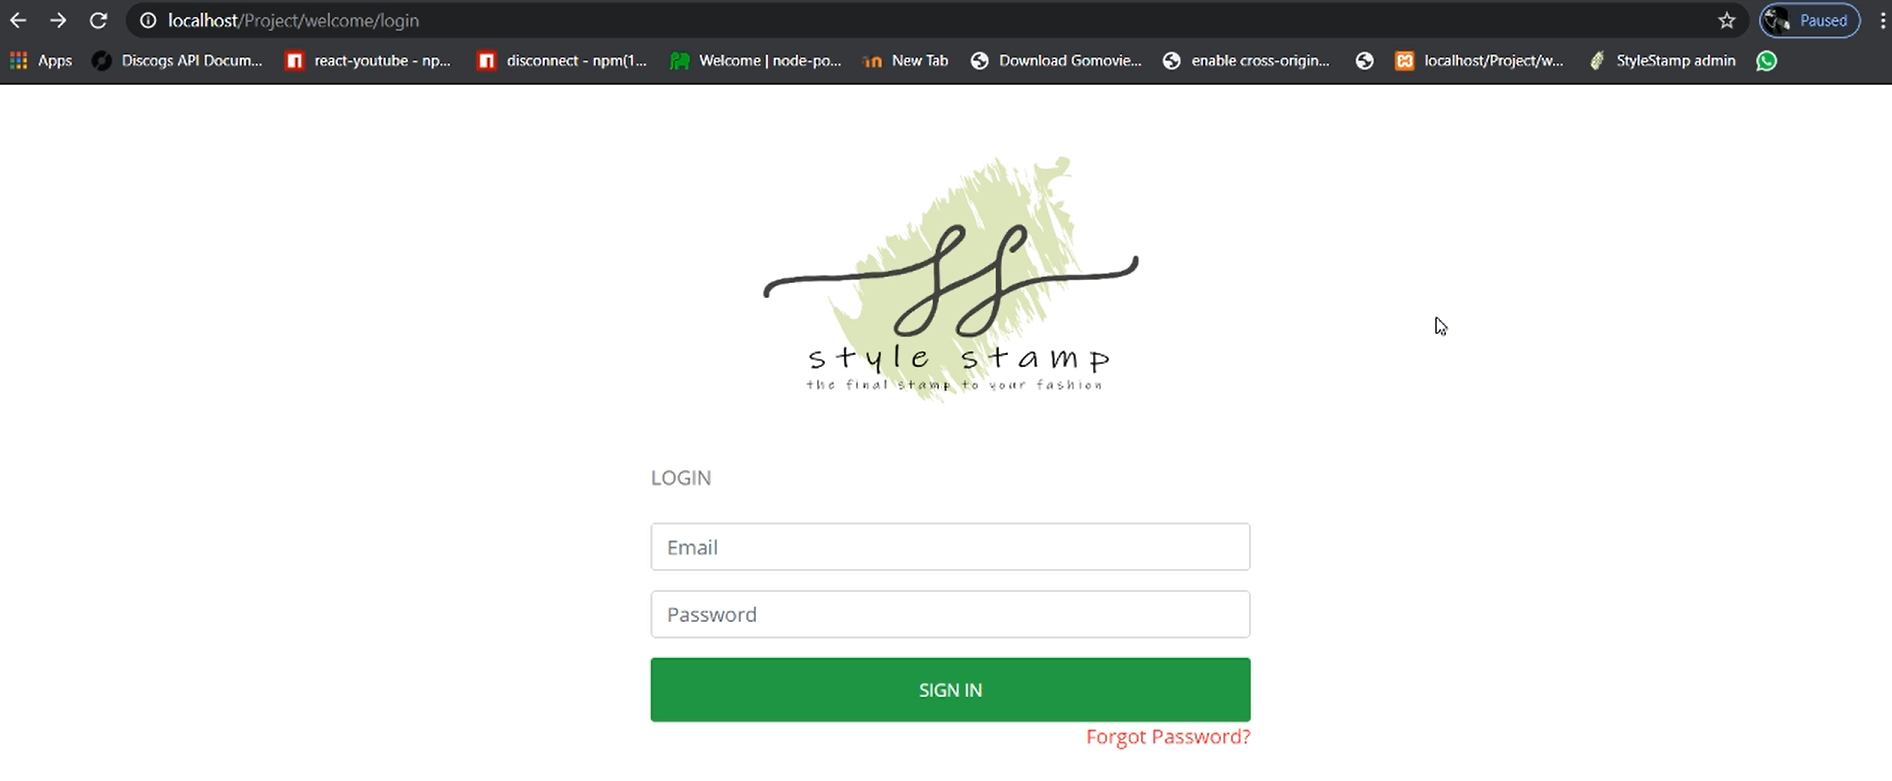 localhost/Project/welcome/login
Paused
Apps
Discogs API Docum...
react-youtube - np...
disconnect - npm(1...
Welcome | node-po...
New Tab
Download Gomovie...
enable cross-origin...
localhost/Project/w...
StyleStamp admin
style stamp
the final stamp to your fashion
LOGIN
Email
Password
SIGN IN
Forgot Password?